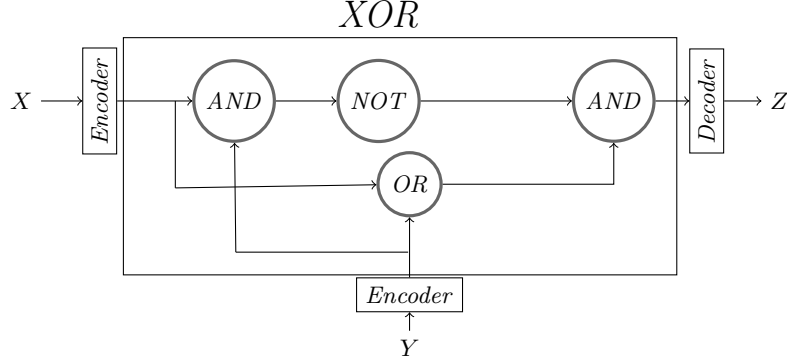 XOR
X
Encoder
AND
NOT
AND
Decoder
Z
OR
Encoder
Y